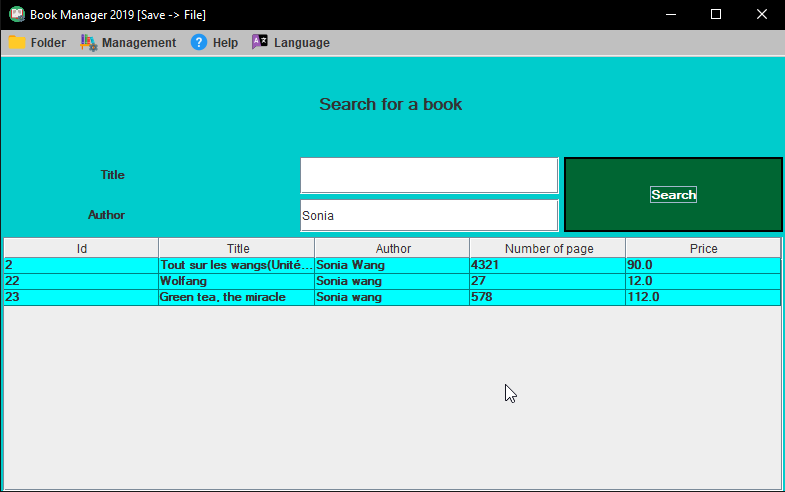 Book Manager 2019 [Save -> File]
Folder Management Help Language
Search for a book
Title
Search
Author Sonia
Id Title Author Number of page Price
2 Tout sur les wangs(Unité... Sonia Wang 4321 90.0
22 Wolfang Sonia wang 27 12.0
23 Green tea, the miracle Sonia wang 578 112.0